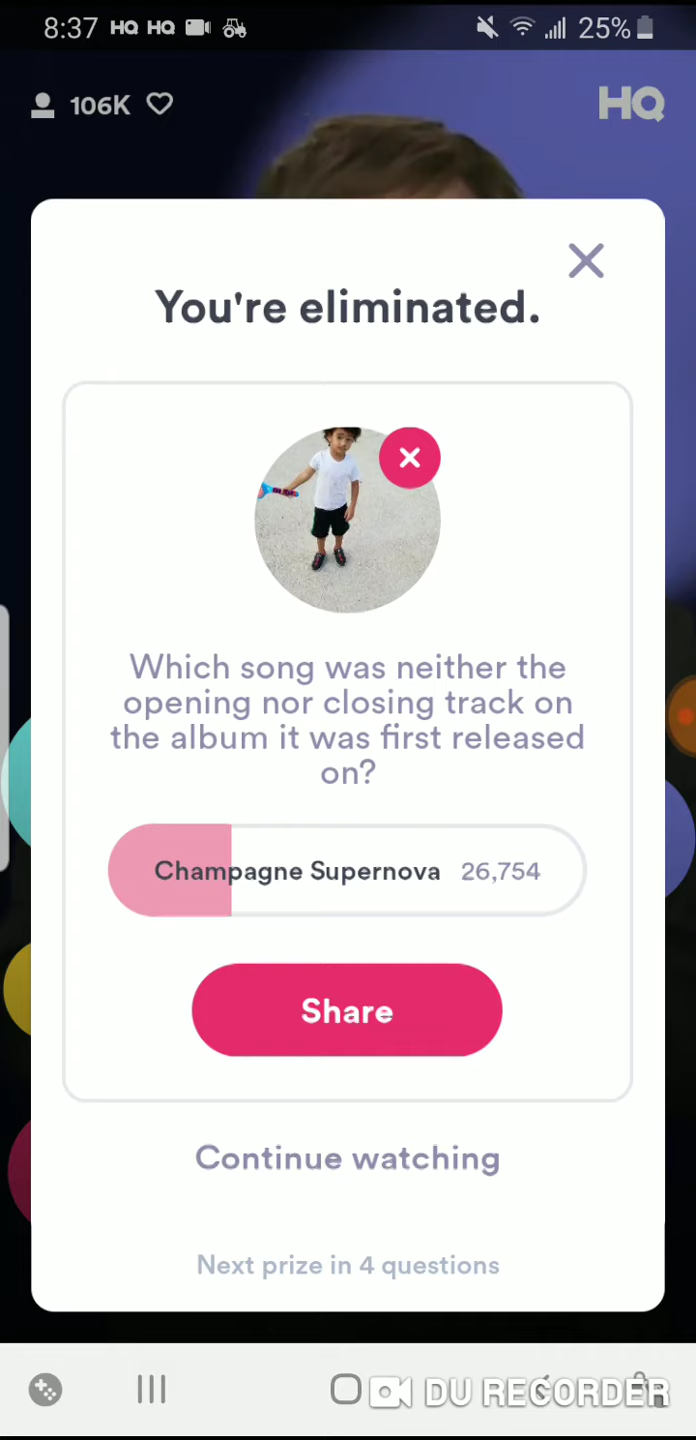 8:37 HQ HQ 25%
106K HQ
You're eliminated.
Which song was neither the
opening nor closing track on
the album it was first released
on?
Champagne Supernova 26,754
Share
Continue watching
Next prize in 4 questions
DU RECORDER